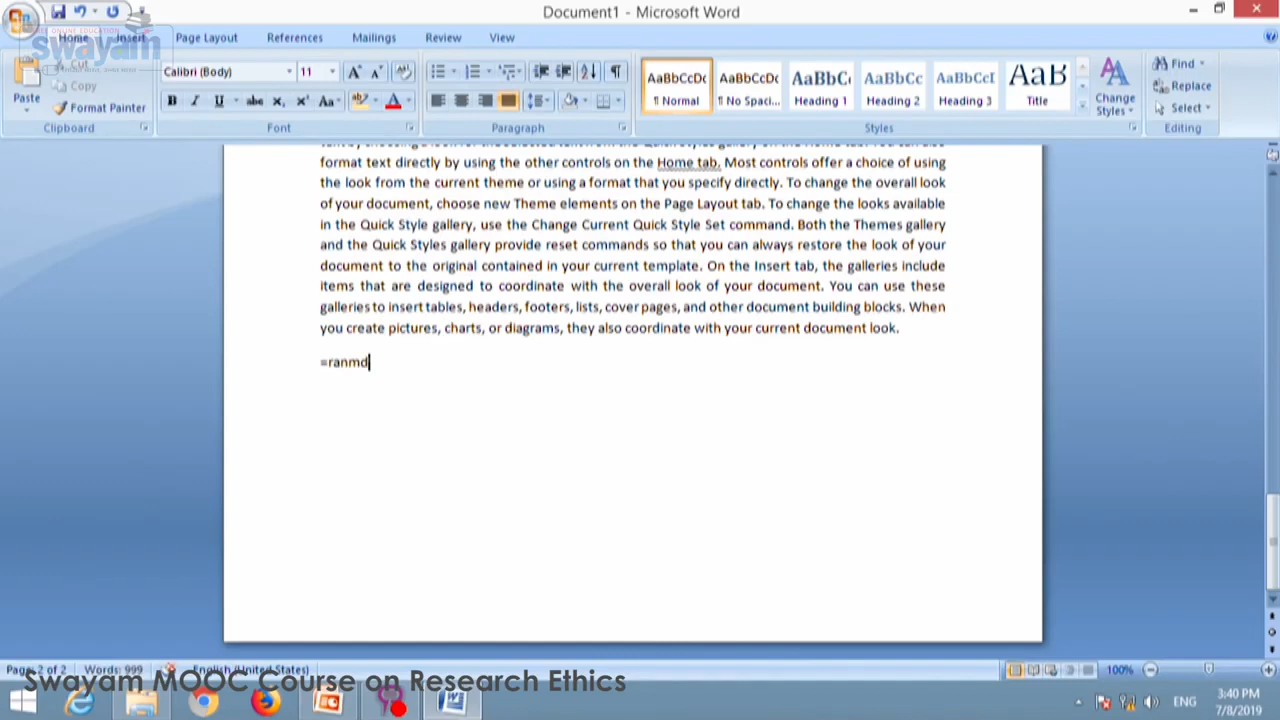 Document1 - Microsoft Word
FREE ONLINE EDUCATION
swayam
Home Insert Page Layout References Mailings Review View
Paste
Cut
Copy
Format Painter
Clipboard
Calibri (Body) 11
Font
Paragraph
AaBbCcDc AaBbCcDc AaBbC AaBbCc AaBbCcI AaB
¶ Normal ¶ No Spaci... Heading 1 Heading 2 Heading 3 Title
Change Styles
Styles
Find
Replace
Select
Editing
format text directly by using the other controls on the Home tab. Most controls offer a choice of using
the look from the current theme or using a format that you specify directly. To change the overall look
of your document, choose new Theme elements on the Page Layout tab. To change the looks available
in the Quick Style gallery, use the Change Current Quick Style Set command. Both the Themes gallery
and the Quick Styles gallery provide reset commands so that you can always restore the look of your
document to the original contained in your current template. On the Insert tab, the galleries include
items that are designed to coordinate with the overall look of your document. You can use these
galleries to insert tables, headers, footers, lists, cover pages, and other document building blocks. When
you create pictures, charts, or diagrams, they also coordinate with your current document look.
=ranmd
Page: 2 of 2 Words: 999 English (United States) 100%
Swayam MOOC Course on Research Ethics
ENG
3:40 PM
7/8/2019